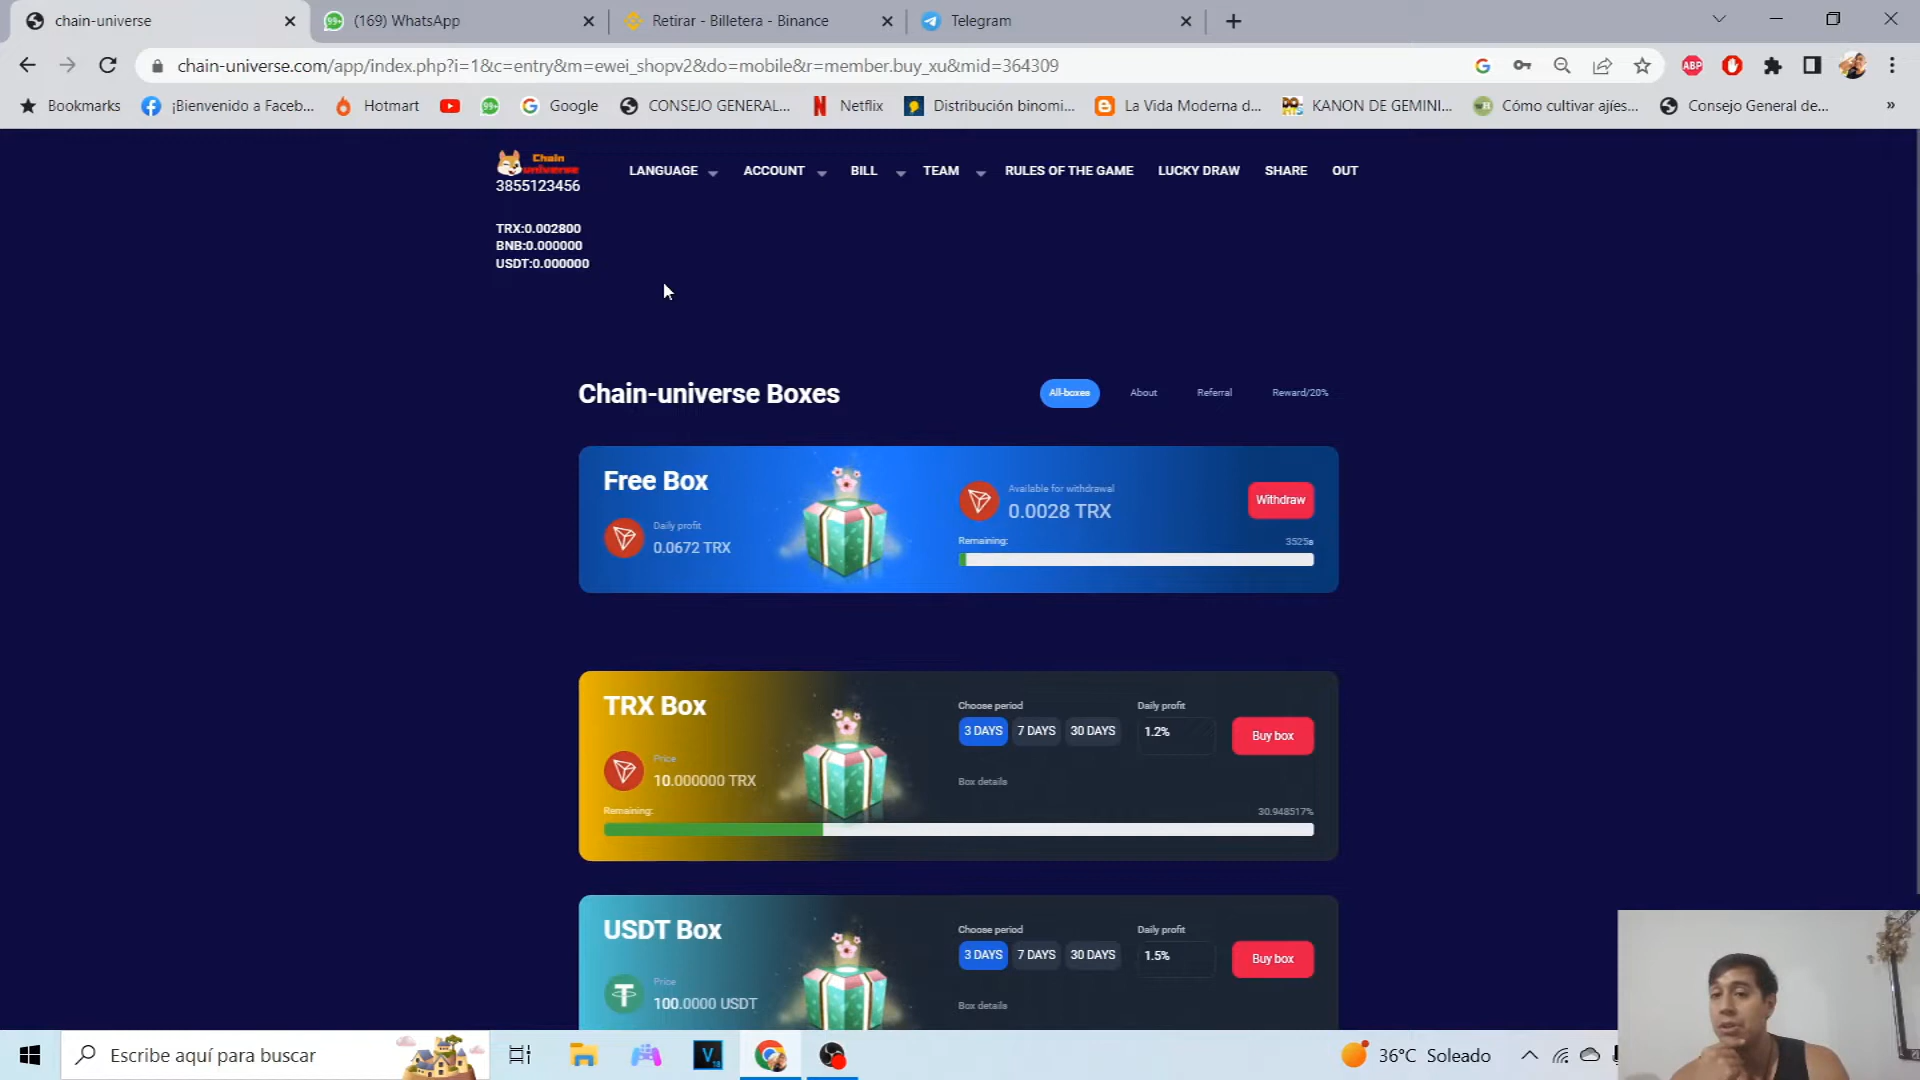 chain-universe
(169) WhatsApp
Retirar - Billetera - Binance
Telegram
chain-universe.com/app/index.php?i=1&c=entry&m=ewei_shopv2&do=mobile&r=member.buy_xu&mid=364309
ABP
Bookmarks
¡Bienvenido a Faceb...
Hotmart
99+
Google
CONSEJO GENERAL...
Netflix
Distribución binomi...
La Vida Moderna d...
KANON DE GEMINI...
Cómo cultivar ajíes...
Consejo General de...
Chain
universe
3855123456
LANGUAGE
ACCOUNT
BILL
TEAM
RULES OF THE GAME
LUCKY DRAW
SHARE
OUT
TRX:0.002800
BNB:0.000000
USDT:0.000000
Chain-universe Boxes
All-boxes
About
Referral
Reward/20%
Free Box
Daily profit
0.0672 TRX
Available for withdrawal
0.0028 TRX
Withdraw
Remaining:
3525s
TRX Box
Price
10.000000 TRX
Choose period
3 DAYS
7 DAYS
30 DAYS
Daily profit
1.2%
Buy box
Box details
Remaining:
30.948517%
USDT Box
Price
100.0000 USDT
Choose period
3 DAYS
7 DAYS
30 DAYS
Daily profit
1.5%
Buy box
Box details
Escribe aquí para buscar
36°C Soleado